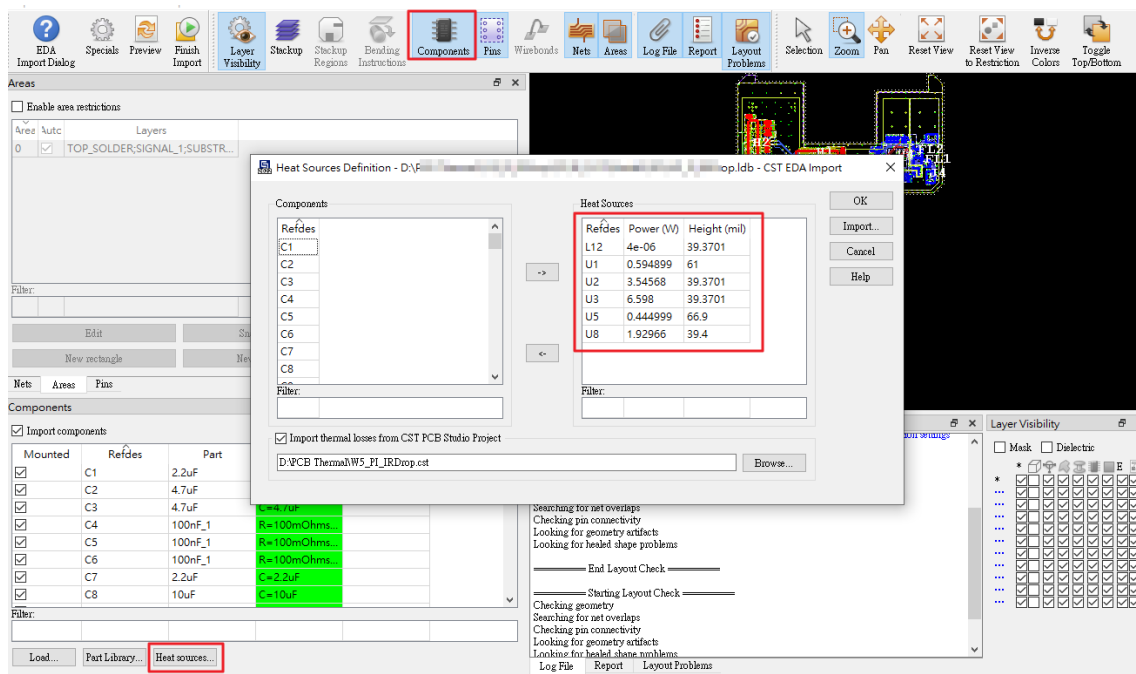 EDA Import Dialog
Specials
Preview
Finish Import
Layer Visibility
Stackup
Stackup Regions
Bending Instructions
Components
Pins
Wirebonds
Nets
Areas
Log File
Report
Layout Problems
Selection
Zoom
Pan
Reset View
Reset View to Restriction
Inverse Colors
Toggle Top/Bottom
Areas
Enable area restrictions
Area Autc Layers
0 TOP_SOLDER;SIGNAL_1;SUBSTR...
Filter:
Edit
New rectangle
Nets Areas Pins
Components
Import components
Mounted Refdes Part
C1 2.2uF
C2 4.7uF
C3 4.7uF C=4.7uF
C4 100nF_1 R=100mOhms...
C5 100nF_1 R=100mOhms...
C6 100nF_1 R=100mOhms...
C7 2.2uF C=2.2uF
C8 10uF C=10uF
Filter:
Load... Part Library... Heat sources...
Heat Sources Definition - D:\P op.ldb - CST EDA Import
Components
Refdes
C1
C2
C3
C4
C5
C6
C7
C8
Filter:
->
<-
Heat Sources
Refdes Power (W) Height (mil)
L12 4e-06 39.3701
U1 0.594899 61
U2 3.54568 39.3701
U3 6.598 39.3701
U5 0.444999 66.9
U8 1.92966 39.4
Filter:
OK
Import...
Cancel
Help
Import thermal losses from CST PCB Studio Project
D:\PCB Thermal\W5_PI_IRDrop.cst
Browse...
FL1
J4
Searching for net overlaps
Checking pin connectivity
Looking for geometry artifacts
Looking for healed shape problems
End Layout Check
Starting Layout Check
Checking geometry
Searching for net overlaps
Checking pin connectivity
Looking for geometry artifacts
Looking for healed shape problems
Log File Report Layout Problems
Layer Visibility
Mask Dielectric
* E
*